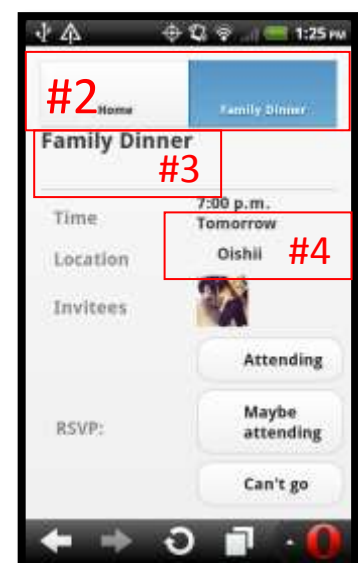 1:25 PM
#2
Home
Family Dinner
Family Dinner
#3
Time
7:00 p.m.
Tomorrow
Location
Oishii
#4
Invitees
Attending
RSVP:
Maybe
attending
Can't go